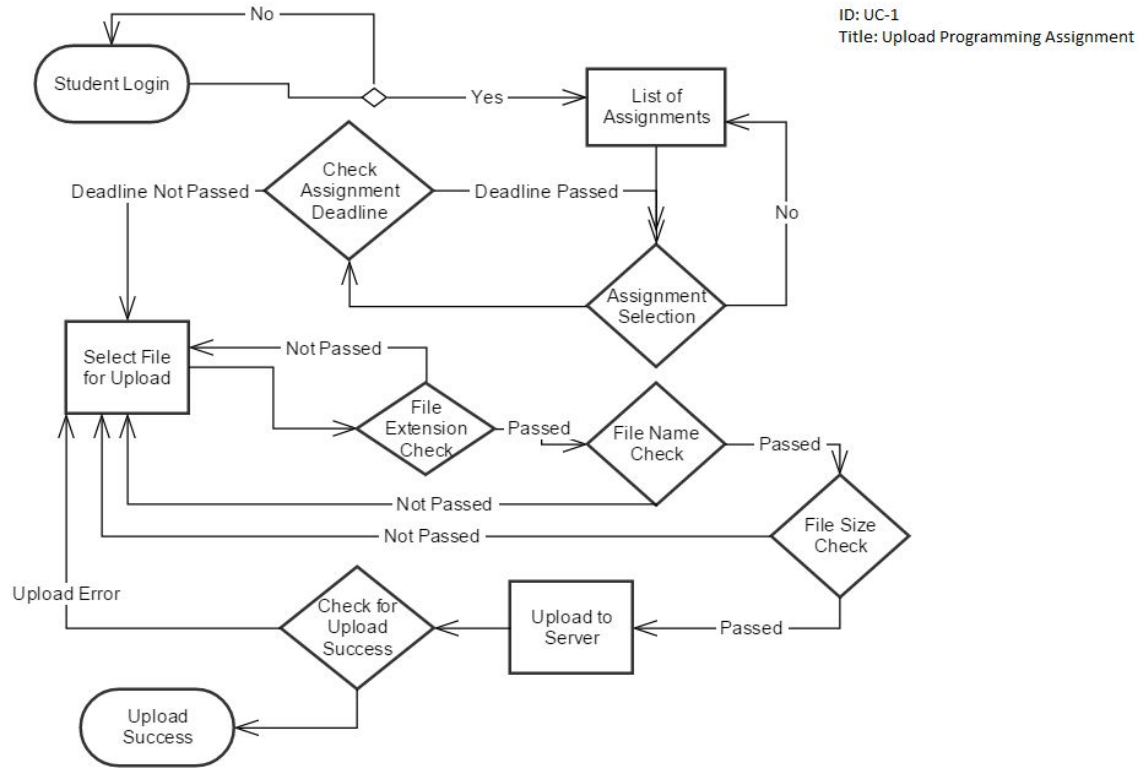 ID: UC-1
Title: Upload Programming Assignment
No
Student Login
Yes
List of
Assignments
Check
Assignment
Deadline
Deadline Not Passed
Deadline Passed
No
Assignment
Selection
Select File
for Upload
Not Passed
File
Extension
Check
Passed
File Name
Check
Passed
Not Passed
Not Passed
File Size
Check
Upload Error
Check for
Upload
Success
Upload to
Server
Passed
Upload
Success